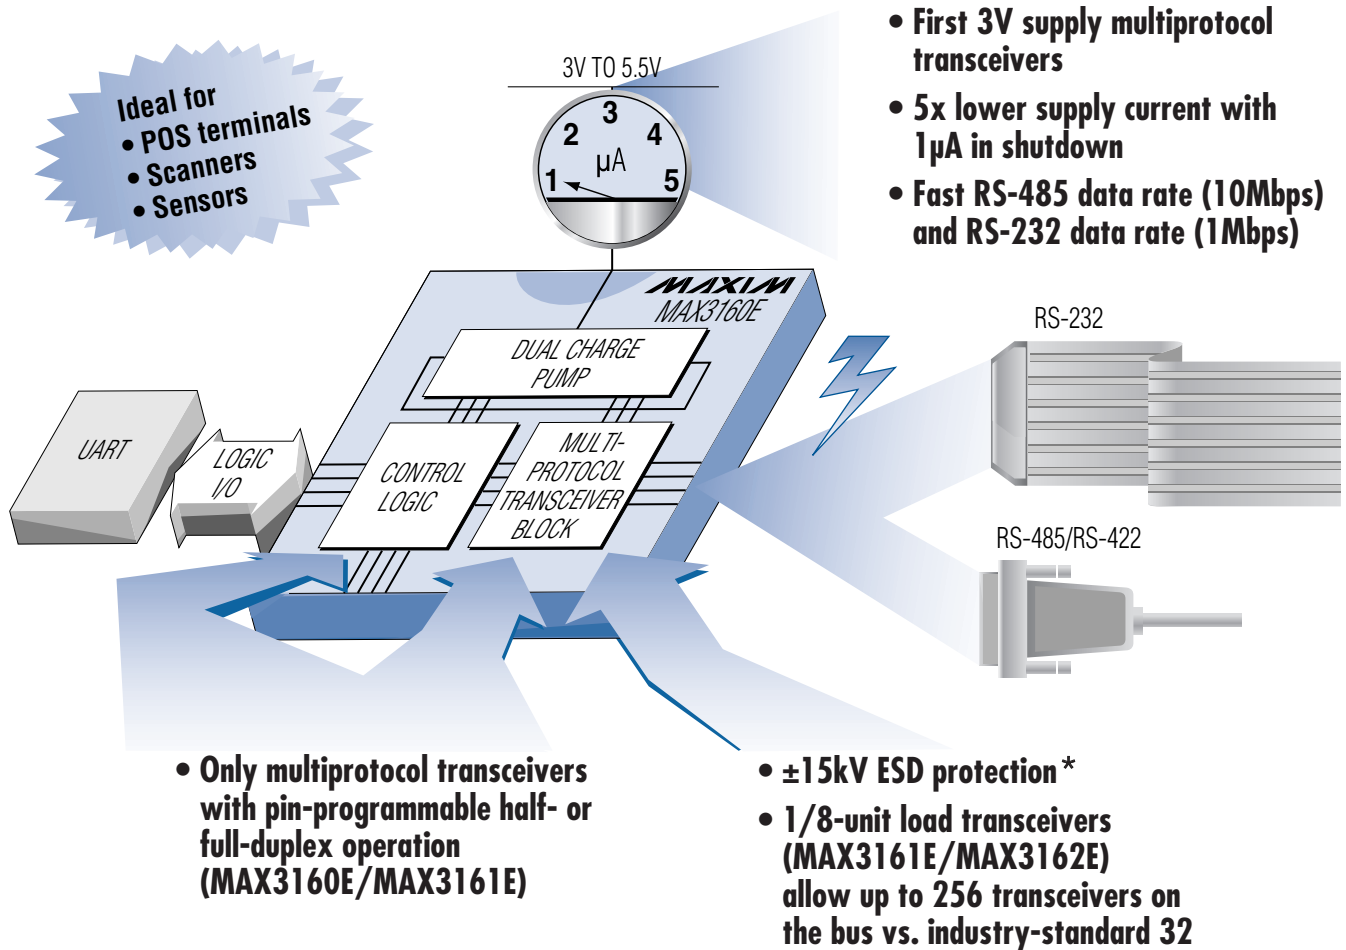 Ideal for
• POS terminals
• Scanners
• Sensors
3V TO 5.5V
1
2
3
4
5
µA
• First 3V supply multiprotocol
transceivers
• 5x lower supply current with
1µA in shutdown
• Fast RS-485 data rate (10Mbps)
and RS-232 data rate (1Mbps)
MAXIM
MAX3160E
DUAL CHARGE
PUMP
UART
LOGIC
I/O
CONTROL
LOGIC
MULTI-
PROTOCOL
TRANSCEIVER
BLOCK
RS-232
RS-485/RS-422
• Only multiprotocol transceivers
with pin-programmable half- or
full-duplex operation
(MAX3160E/MAX3161E)
• ±15kV ESD protection*
• 1/8-unit load transceivers
(MAX3161E/MAX3162E)
allow up to 256 transceivers on
the bus vs. industry-standard 32